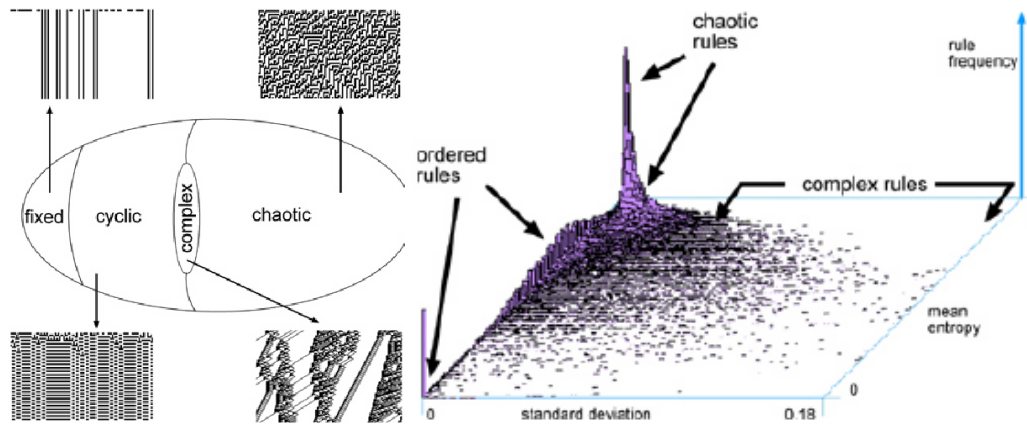 fixed
cyclic
complex
chaotic
chaotic
rules
rule
frequency
ordered
rules
complex rules
mean
entropy
0
0
standard deviation
0.18